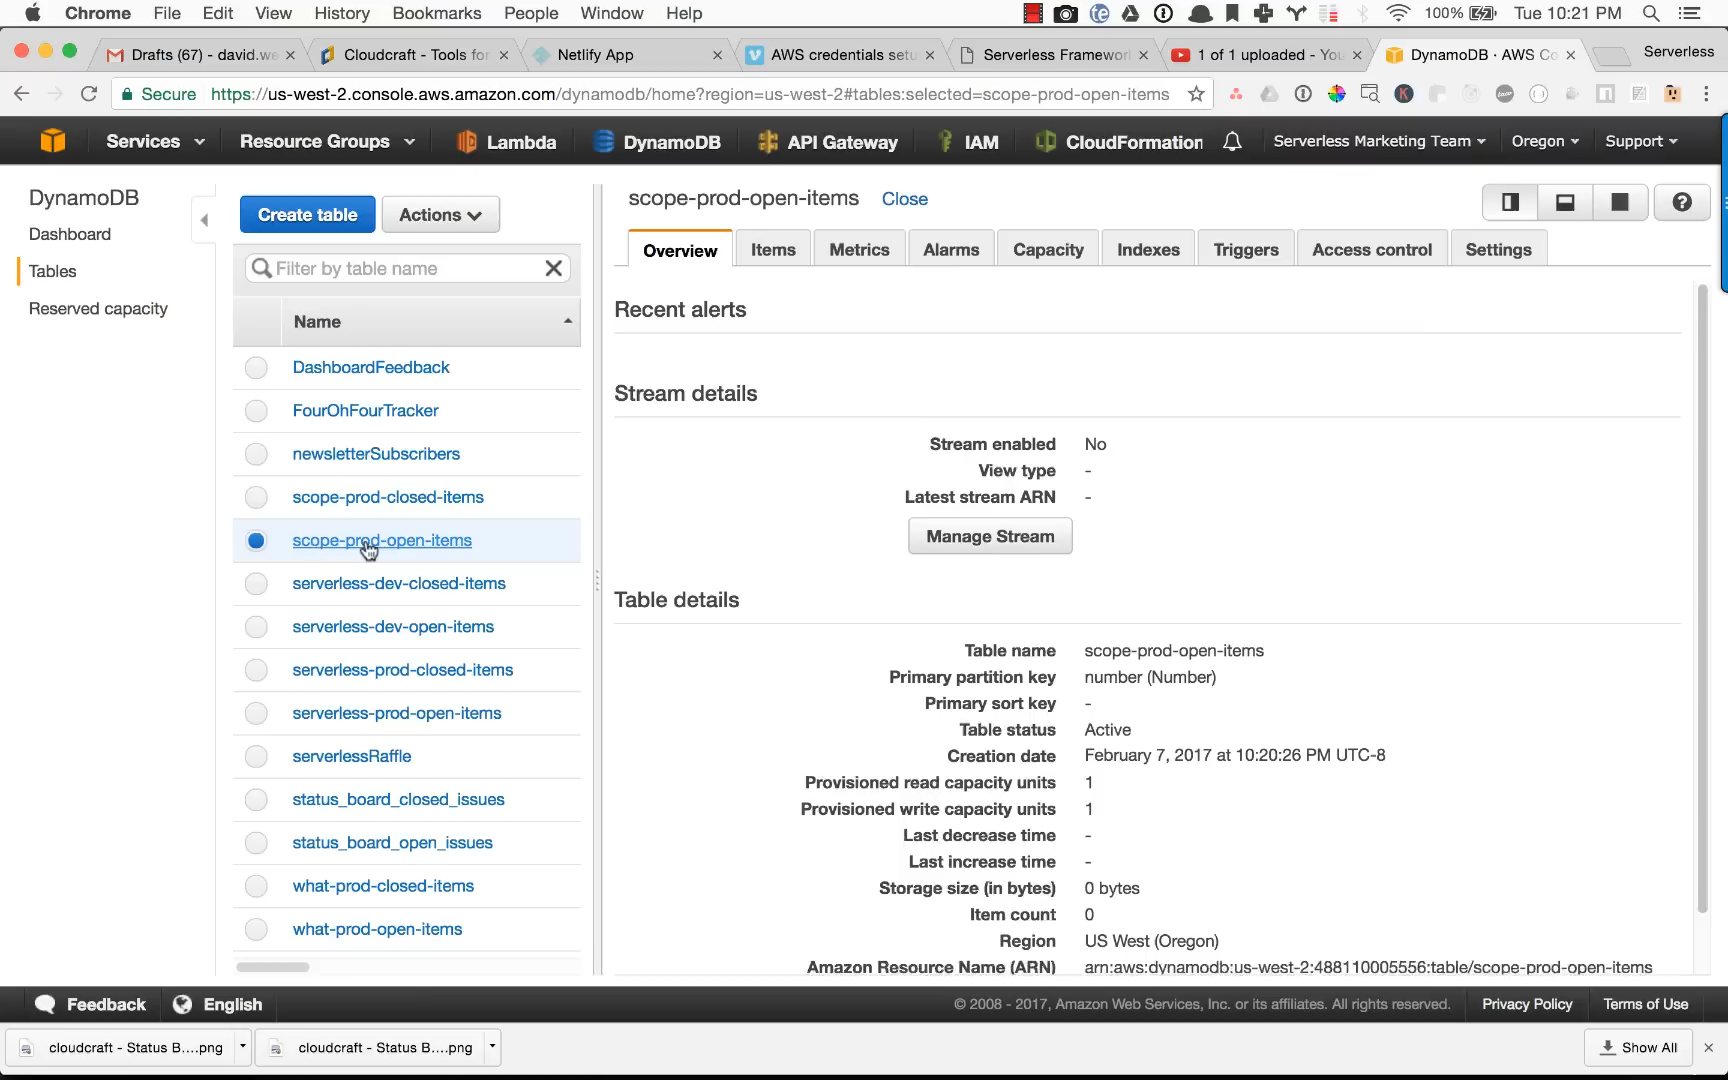 Chrome File Edit View History Bookmarks People Window Help 100% Tue 10:21 PM
Drafts (67) - david.we Cloudcraft - Tools for Netlify App AWS credentials setu Serverless Framewor 1 of 1 uploaded - You DynamoDB · AWS Co Serverless
Secure https://us-west-2.console.aws.amazon.com/dynamodb/home?region=us-west-2#tables:selected=scope-prod-open-items
Services Resource Groups Lambda DynamoDB API Gateway IAM CloudFormation Serverless Marketing Team Oregon Support
DynamoDB
Dashboard
Tables
Reserved capacity
Create table Actions
Filter by table name
Name
DashboardFeedback
FourOhFourTracker
newsletterSubscribers
scope-prod-closed-items
scope-prod-open-items
serverless-dev-closed-items
serverless-dev-open-items
serverless-prod-closed-items
serverless-prod-open-items
serverlessRaffle
status_board_closed_issues
status_board_open_issues
what-prod-closed-items
what-prod-open-items
scope-prod-open-items Close
Overview Items Metrics Alarms Capacity Indexes Triggers Access control Settings
Recent alerts
Stream details
Stream enabled No
View type -
Latest stream ARN -
Manage Stream
Table details
Table name scope-prod-open-items
Primary partition key number (Number)
Primary sort key -
Table status Active
Creation date February 7, 2017 at 10:20:26 PM UTC-8
Provisioned read capacity units 1
Provisioned write capacity units 1
Last decrease time -
Last increase time -
Storage size (in bytes) 0 bytes
Item count 0
Region US West (Oregon)
Amazon Resource Name (ARN) arn:aws:dynamodb:us-west-2:488110005556:table/scope-prod-open-items
Feedback English © 2008 - 2017, Amazon Web Services, Inc. or its affiliates. All rights reserved. Privacy Policy Terms of Use
cloudcraft - Status B....png cloudcraft - Status B....png Show All